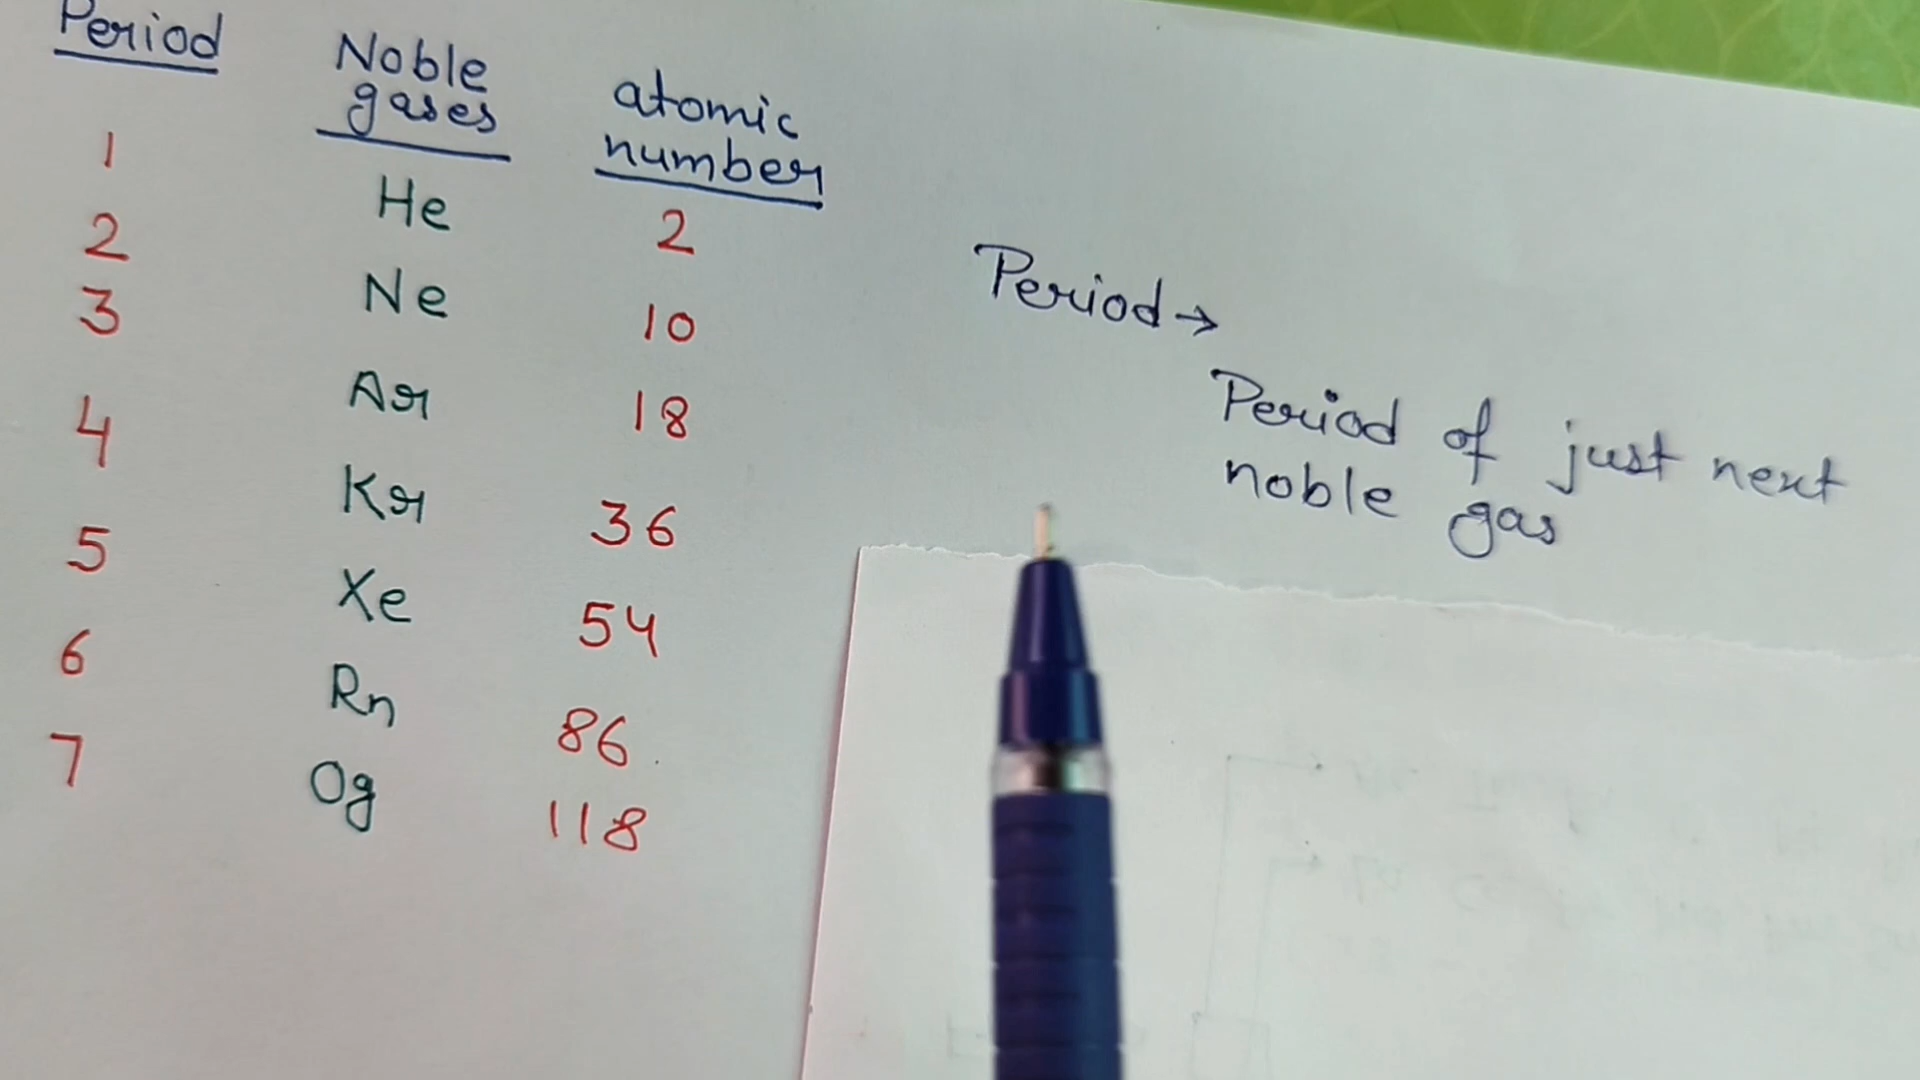 Period Noble gases atomic number
1 He 2
2 Ne 10
3 Ar 18
4 Kr 36
5 Xe 54
6 Rn 86
7 Og 118
Period →
Period of just next
noble gas